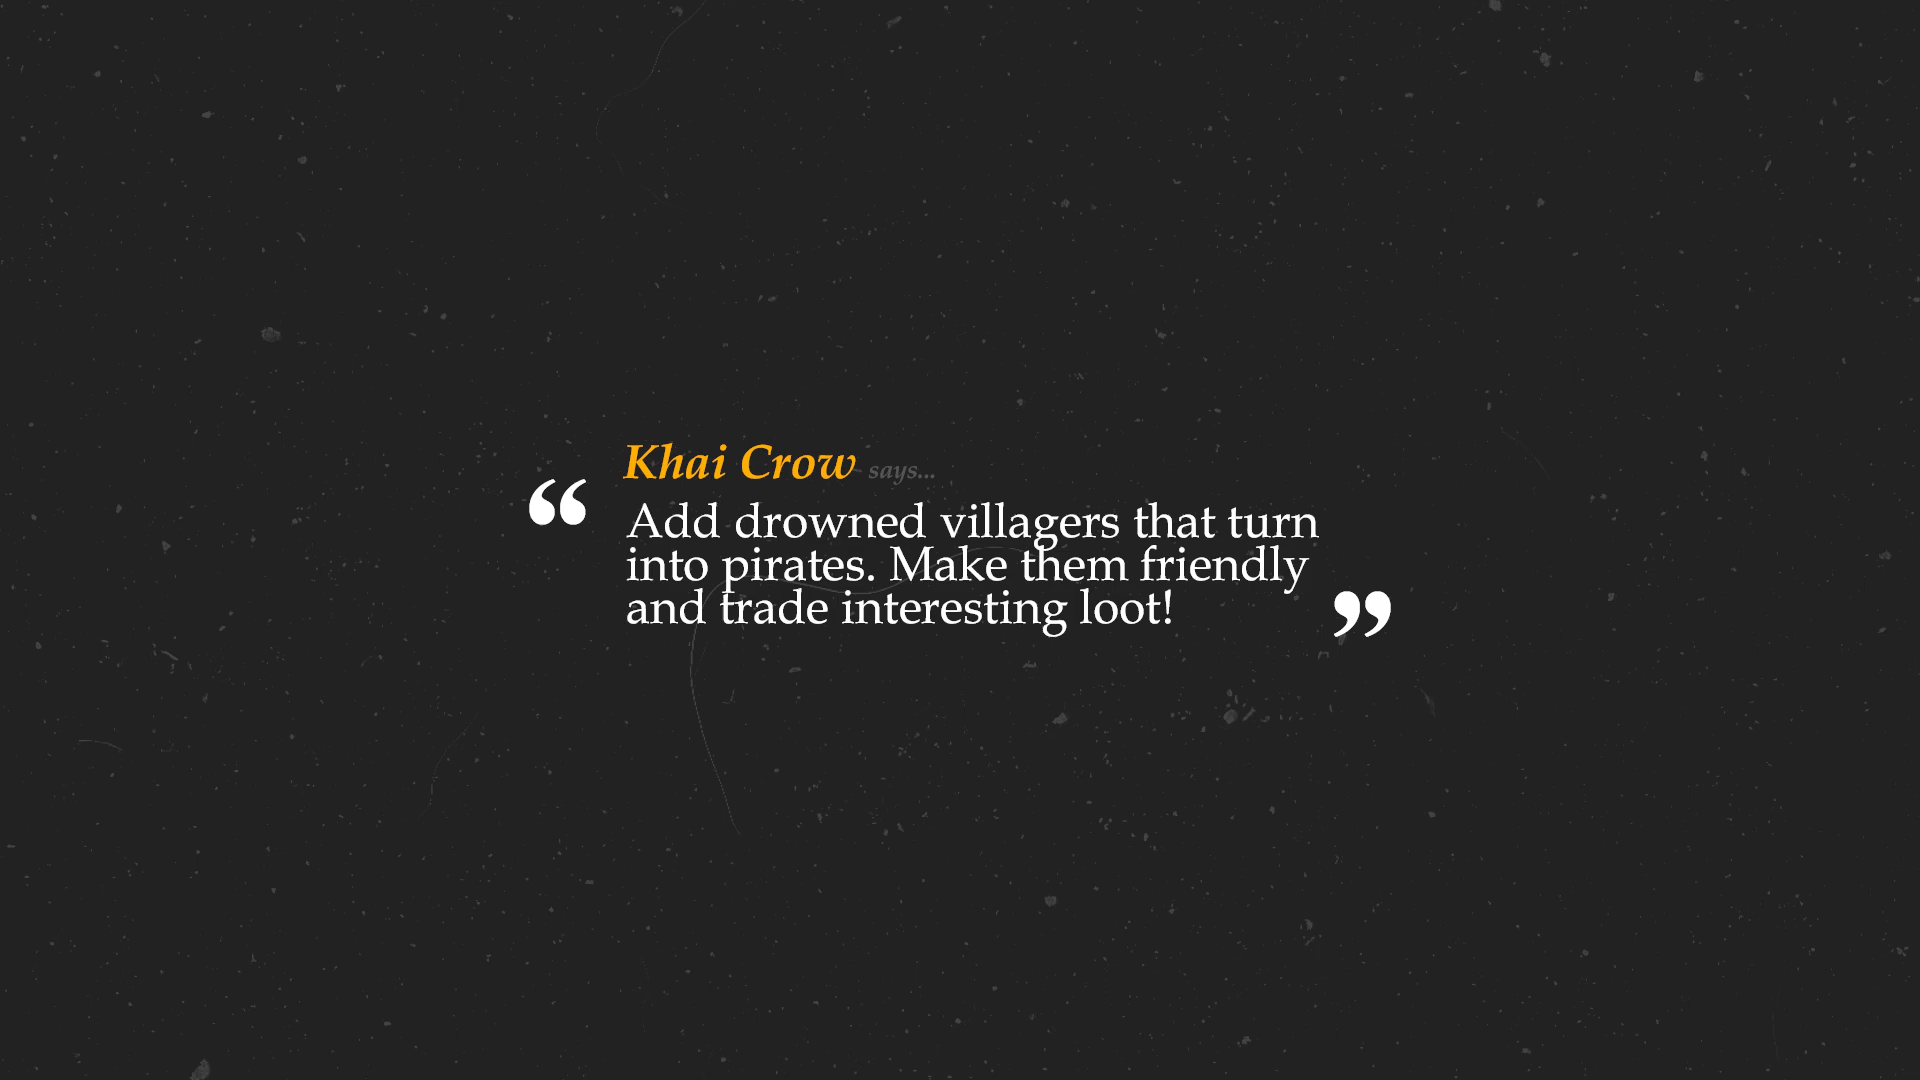 Khai Crow says...
“ Add drowned villagers that turn
into pirates. Make them friendly
and trade interesting loot! ”